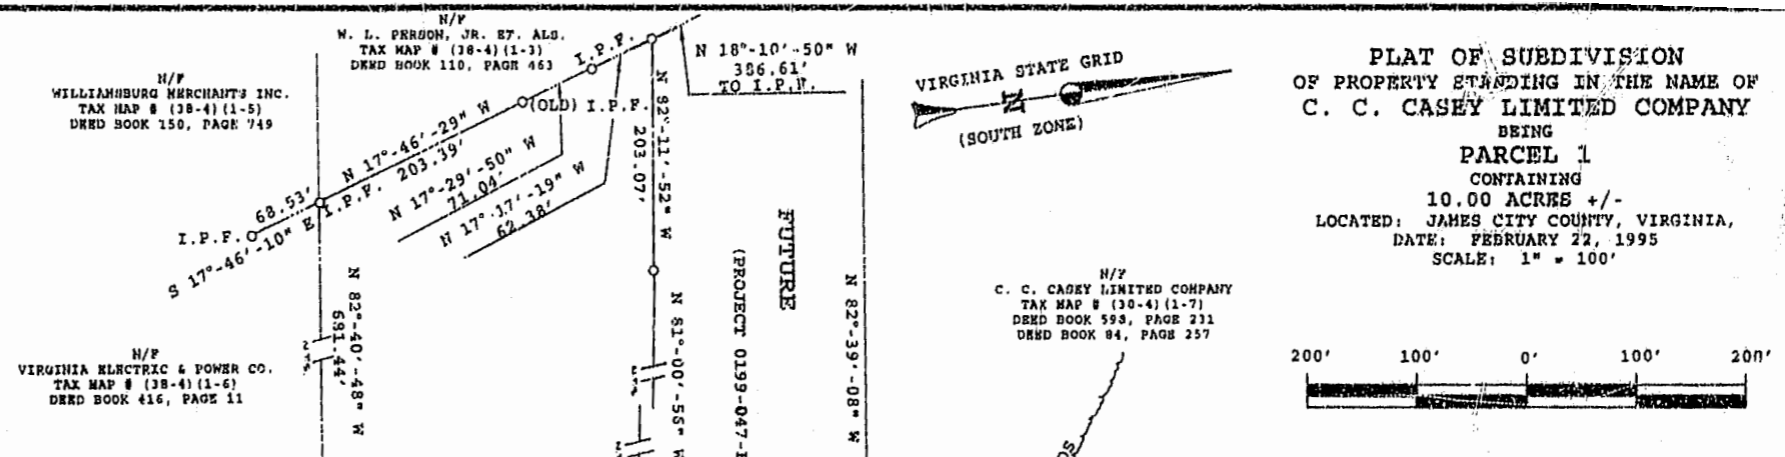 N/F
W. L. PERSON, JR. ET. ALS.
TAX MAP # (38-4)(1-3)
DEED BOOK 110, PAGE 463
N/F
WILLIAMSBURG MERCHANTS INC.
TAX MAP # (38-4)(1-5)
DEED BOOK 150, PAGE 749
N/F
VIRGINIA ELECTRIC & POWER CO.
TAX MAP # (38-4)(1-6)
DEED BOOK 416, PAGE 11
I.P.F.
68.53'
S 17°-46'-10" E
I.P.F.
N 17°-46'-29" W
203.39'
(OLD) I.P.F.
I.P.F.
N 17°-29'-50" W
71.04'
N 17°-17'-19" W
62.38'
N 18°-10'-50" W
386.61'
TO I.P.F.
N 82°-11'-52" W
203.07'
N 82°-40'-48" W
681.44'
N 81°-00'-55" W
FUTURE
(PROJECT 0199-047-
N 82°-39'-08" W
VIRGINIA STATE GRID
N
(SOUTH ZONE)
N/F
C. C. CASEY LIMITED COMPANY
TAX MAP # (30-4)(1-7)
DEED BOOK 593, PAGE 231
DEED BOOK 84, PAGE 257
PLAT OF SUBDIVISION
OF PROPERTY STANDING IN THE NAME OF
C. C. CASEY LIMITED COMPANY
BEING
PARCEL 1
CONTAINING
10.00 ACRES +/-
LOCATED: JAMES CITY COUNTY, VIRGINIA,
DATE: FEBRUARY 22, 1995
SCALE: 1" = 100'
200' 100' 0' 100' 200'